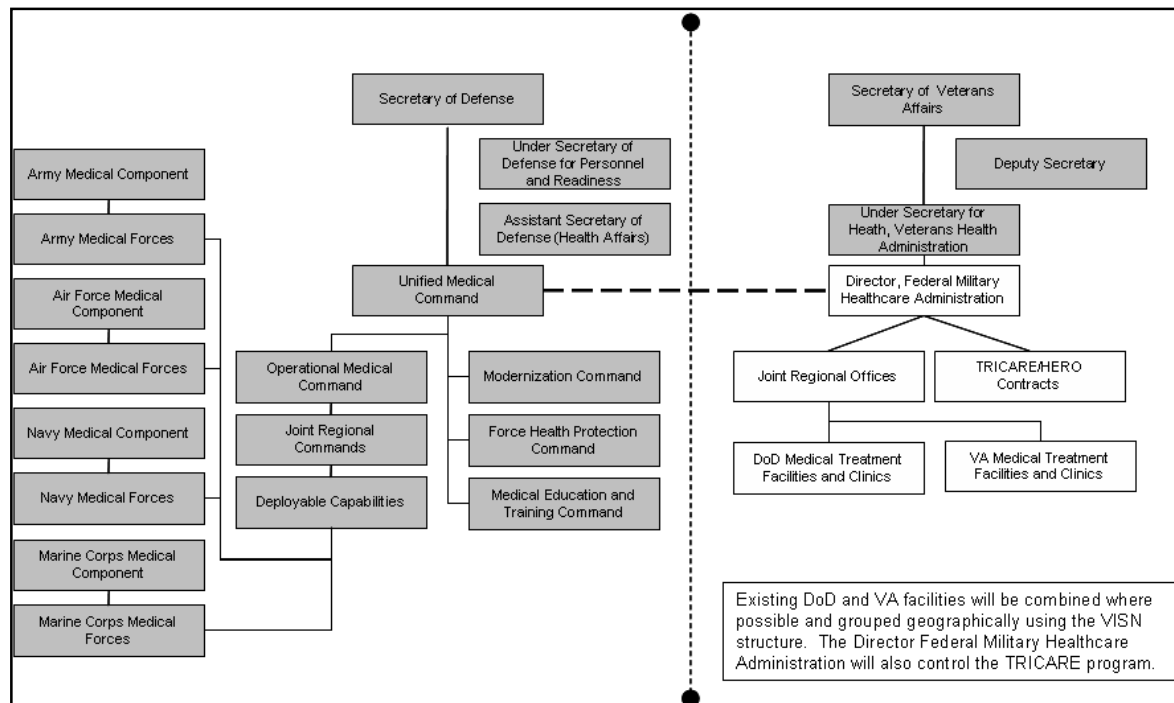 Secretary of Defense
Under Secretary of
Defense for Personnel
and Readiness
Assistant Secretary of
Defense (Health Affairs)
Unified Medical
Command
Army Medical Component
Army Medical Forces
Air Force Medical
Component
Air Force Medical Forces
Navy Medical Component
Navy Medical Forces
Marine Corps Medical
Component
Marine Corps Medical
Forces
Operational Medical
Command
Joint Regional
Commands
Deployable Capabilities
Modernization Command
Force Health Protection
Command
Medical Education and
Training Command
Secretary of Veterans
Affairs
Deputy Secretary
Under Secretary for
Heath, Veterans Health
Administration
Director, Federal Military
Healthcare Administration
Joint Regional Offices
TRICARE/HERO
Contracts
DoD Medical Treatment
Facilities and Clinics
VA Medical Treatment
Facilities and Clinics
Existing DoD and VA facilities will be combined where
possible and grouped geographically using the VISN
structure. The Director Federal Military Healthcare
Administration will also control the TRICARE program.